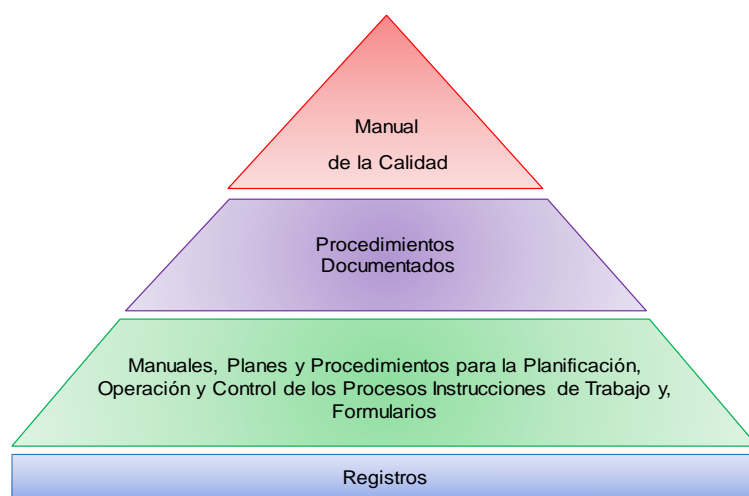 Manual
de la Calidad
Procedimientos
Documentados
Manuales, Planes y Procedimientos para la Planificación,
Operación y Control de los Procesos Instrucciones de Trabajo y,
Formularios
Registros